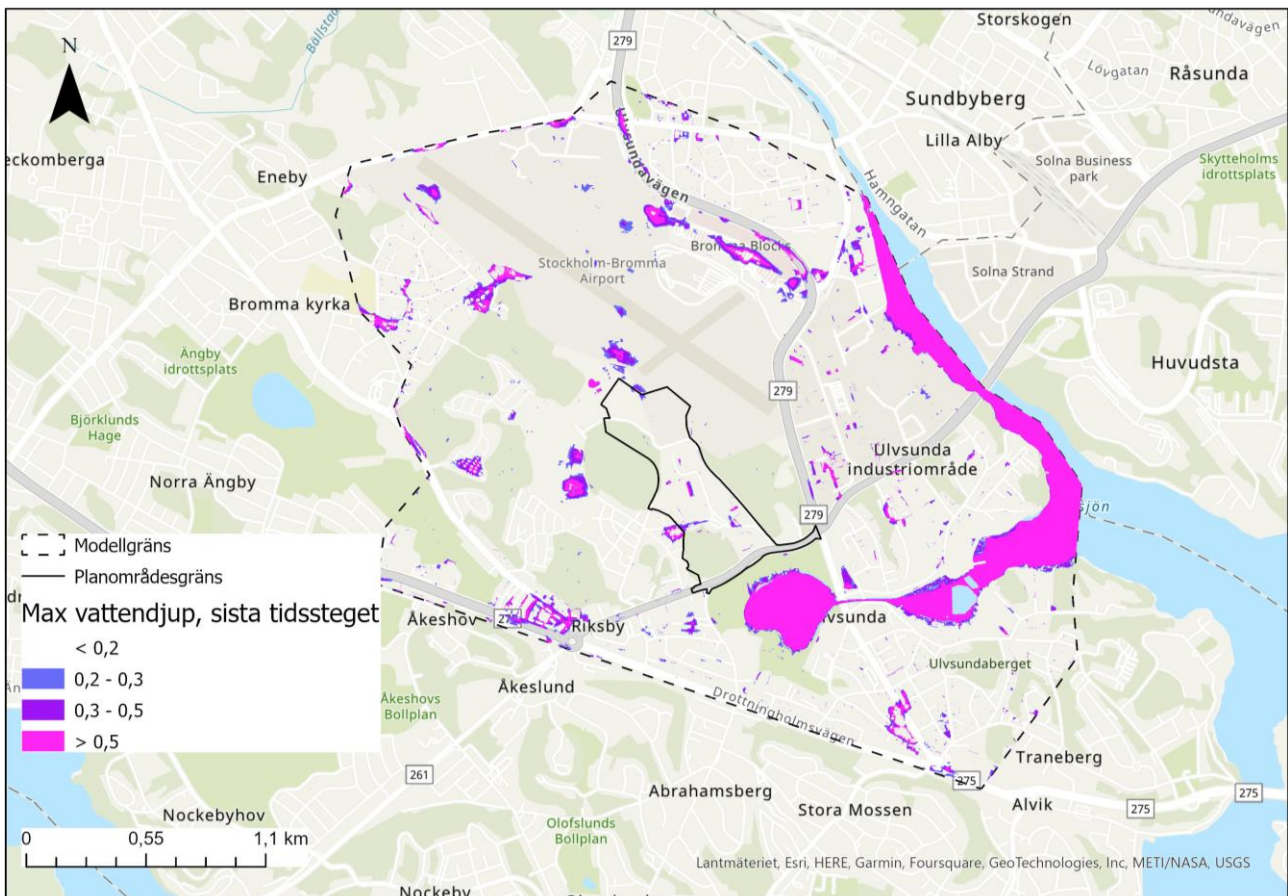 N
Bällsta
279
Storskogen
Lövgatan
Råsunda
Sundbyberg
Lilla Alby
Solna Business
park
Skytteholms
idrottsplats
eckomberga
Eneby
Ulvsundavägen
Hamngatan
Bromma Blocks
Stockholm-Bromma
Airport
Solna Strand
Bromma kyrka
Ängby
idrottsplats
Huvudsta
279
Björklunds
Hage
Norra Ängby
Ulvsunda
industriområde
279
sjön
Modellgräns
Planområdesgräns
Max vattendjup, sista tidssteget
< 0,2
0,2 - 0,3
0,3 - 0,5
> 0,5
Åkeshov
Riksby
vsunda
Åkeslund
Ulvsundaberget
Åkeshovs
Bollplan
Drottningholmsvägen
Traneberg
261
275
275
275
Abrahamsberg
Stora Mossen
Alvik
Nockebyhov
Olofslunds
Bollplan
0
0,55
1,1 km
Lantmäteriet, Esri, HERE, Garmin, Foursquare, GeoTechnologies, Inc, METI/NASA, USGS
Nockeby